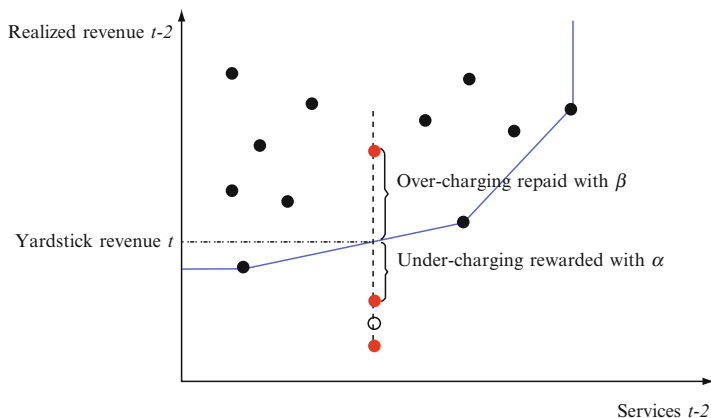 Realized revenue t-2
Over-charging repaid with β
Yardstick revenue t
Under-charging rewarded with α
Services t-2